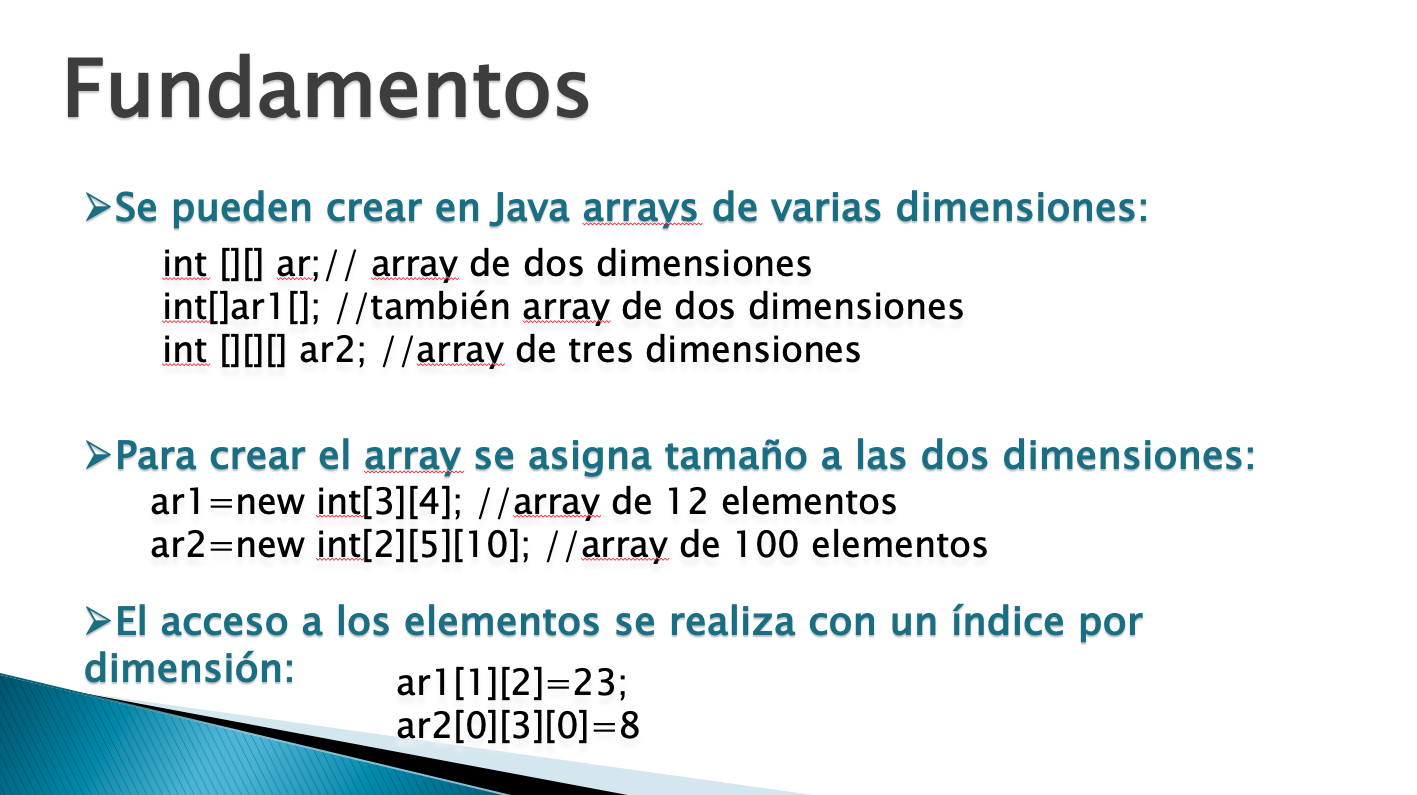 Fundamentos
➢Se pueden crear en Java arrays de varias dimensiones:
int [][] ar;// array de dos dimensiones
int[]ar1[]; //también array de dos dimensiones
int [][][] ar2; //array de tres dimensiones
➢Para crear el array se asigna tamaño a las dos dimensiones:
ar1=new int[3][4]; //array de 12 elementos
ar2=new int[2][5][10]; //array de 100 elementos
➢El acceso a los elementos se realiza con un índice por
dimensión:
ar1[1][2]=23;
ar2[0][3][0]=8